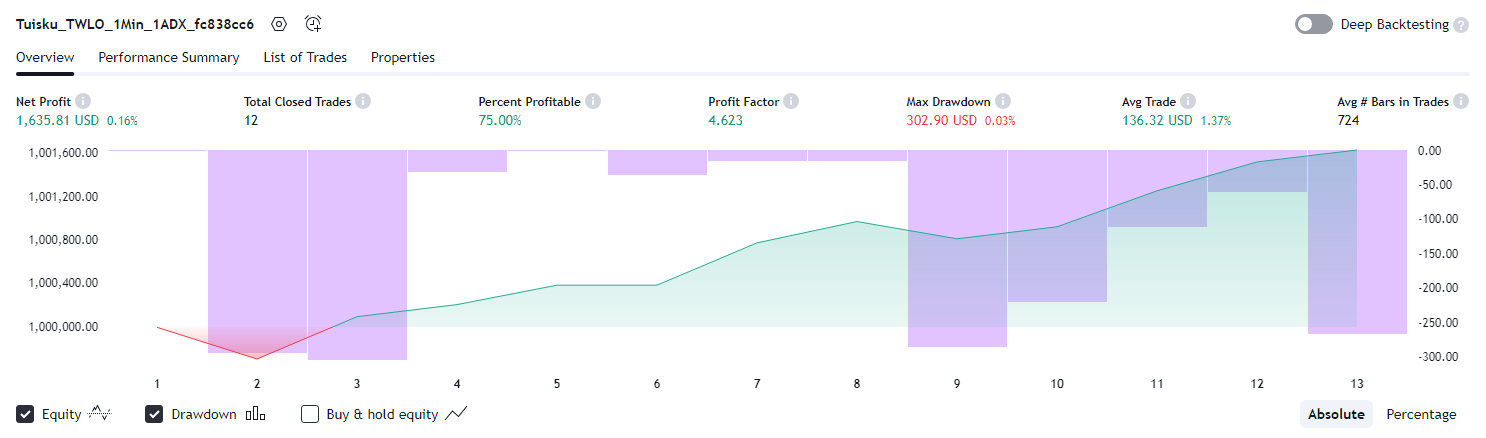 Tuisku_TWLO_1Min_1ADX_fc838cc6
Deep Backtesting ?
Overview Performance Summary List of Trades Properties
Net Profit Total Closed Trades Percent Profitable Profit Factor Max Drawdown Avg Trade Avg # Bars in Trades
1,635.81 USD 0.16% 12 75.00% 4.623 302.90 USD 0.03% 136.32 USD 1.37% 724
1,001,600.00 0.00
-50.00
1,001,200.00
-100.00
1,000,800.00
-150.00
1,000,400.00
-200.00
1,000,000.00
-250.00
-300.00
1 2 3 4 5 6 7 8 9 10 11 12 13
Equity Drawdown Buy & hold equity Absolute Percentage